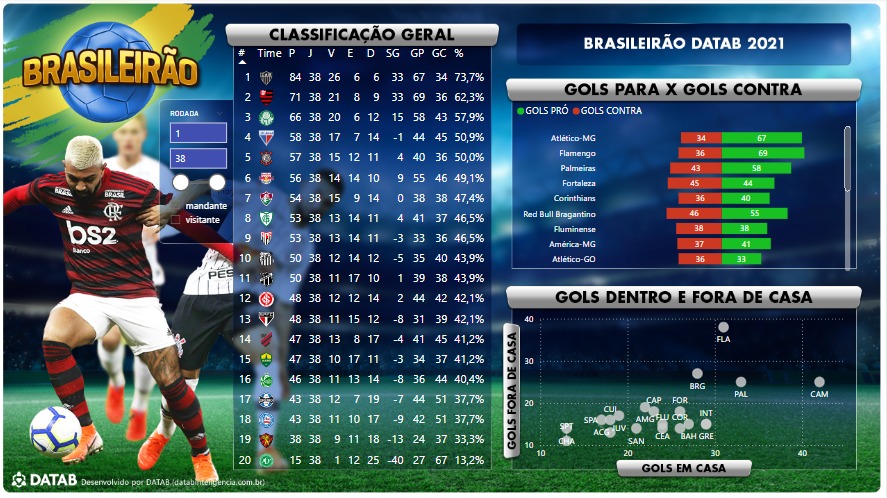 BRASILEIRÃO
CLASSIFICAÇÃO GERAL
# Time P J V E D SG GP GC %
1 84 38 26 6 6 33 67 34 73,7%
2 71 38 21 8 9 33 69 36 62,3%
3 66 38 20 6 12 15 58 43 57,9%
4 58 38 17 7 14 -1 44 45 50,9%
5 57 38 15 12 11 4 40 36 50,0%
6 56 38 14 14 10 9 55 46 49,1%
7 54 38 15 9 14 0 38 38 47,4%
8 53 38 13 14 11 4 41 37 46,5%
9 53 38 13 14 11 -3 33 36 46,5%
10 50 38 12 14 12 -5 35 40 43,9%
11 50 38 11 17 10 1 39 38 43,9%
12 48 38 12 12 14 2 44 42 42,1%
13 48 38 11 15 12 -8 31 39 42,1%
14 47 38 13 8 17 -4 41 45 41,2%
15 47 38 10 17 11 -3 34 37 41,2%
16 46 38 11 13 14 -8 36 44 40,4%
17 43 38 12 7 19 -7 44 51 37,7%
18 43 38 11 10 17 -9 42 51 37,7%
19 38 38 9 11 18 -13 24 37 33,3%
20 15 38 1 12 25 -40 27 67 13,2%
RODADA
1
38
mandante
visitante
BRASILEIRÃO DATAB 2021
GOLS PARA X GOLS CONTRA
GOLS PRÓ GOLS CONTRA
Atlético-MG 34 67
Flamengo 36 69
Palmeiras 43 58
Fortaleza 45 44
Corinthians 36 40
Red Bull Bragantino 46 55
Fluminense 38 38
América-MG 37 41
Atlético-GO 36 33
GOLS DENTRO E FORA DE CASA
GOLS FORA DE CASA
40
30
20
10
FLA
BRG
PAL
CAM
CAP
FOR
CUI
SPA
AMG
FLU
COR
INT
SPT
JUV
ACG
CHA
SAN
CEA
BAH
GRE
10 20 30 40
GOLS EM CASA
bs2
banco
PES
DATAB Desenvolvido por DATAB (databinteligencia.com.br)